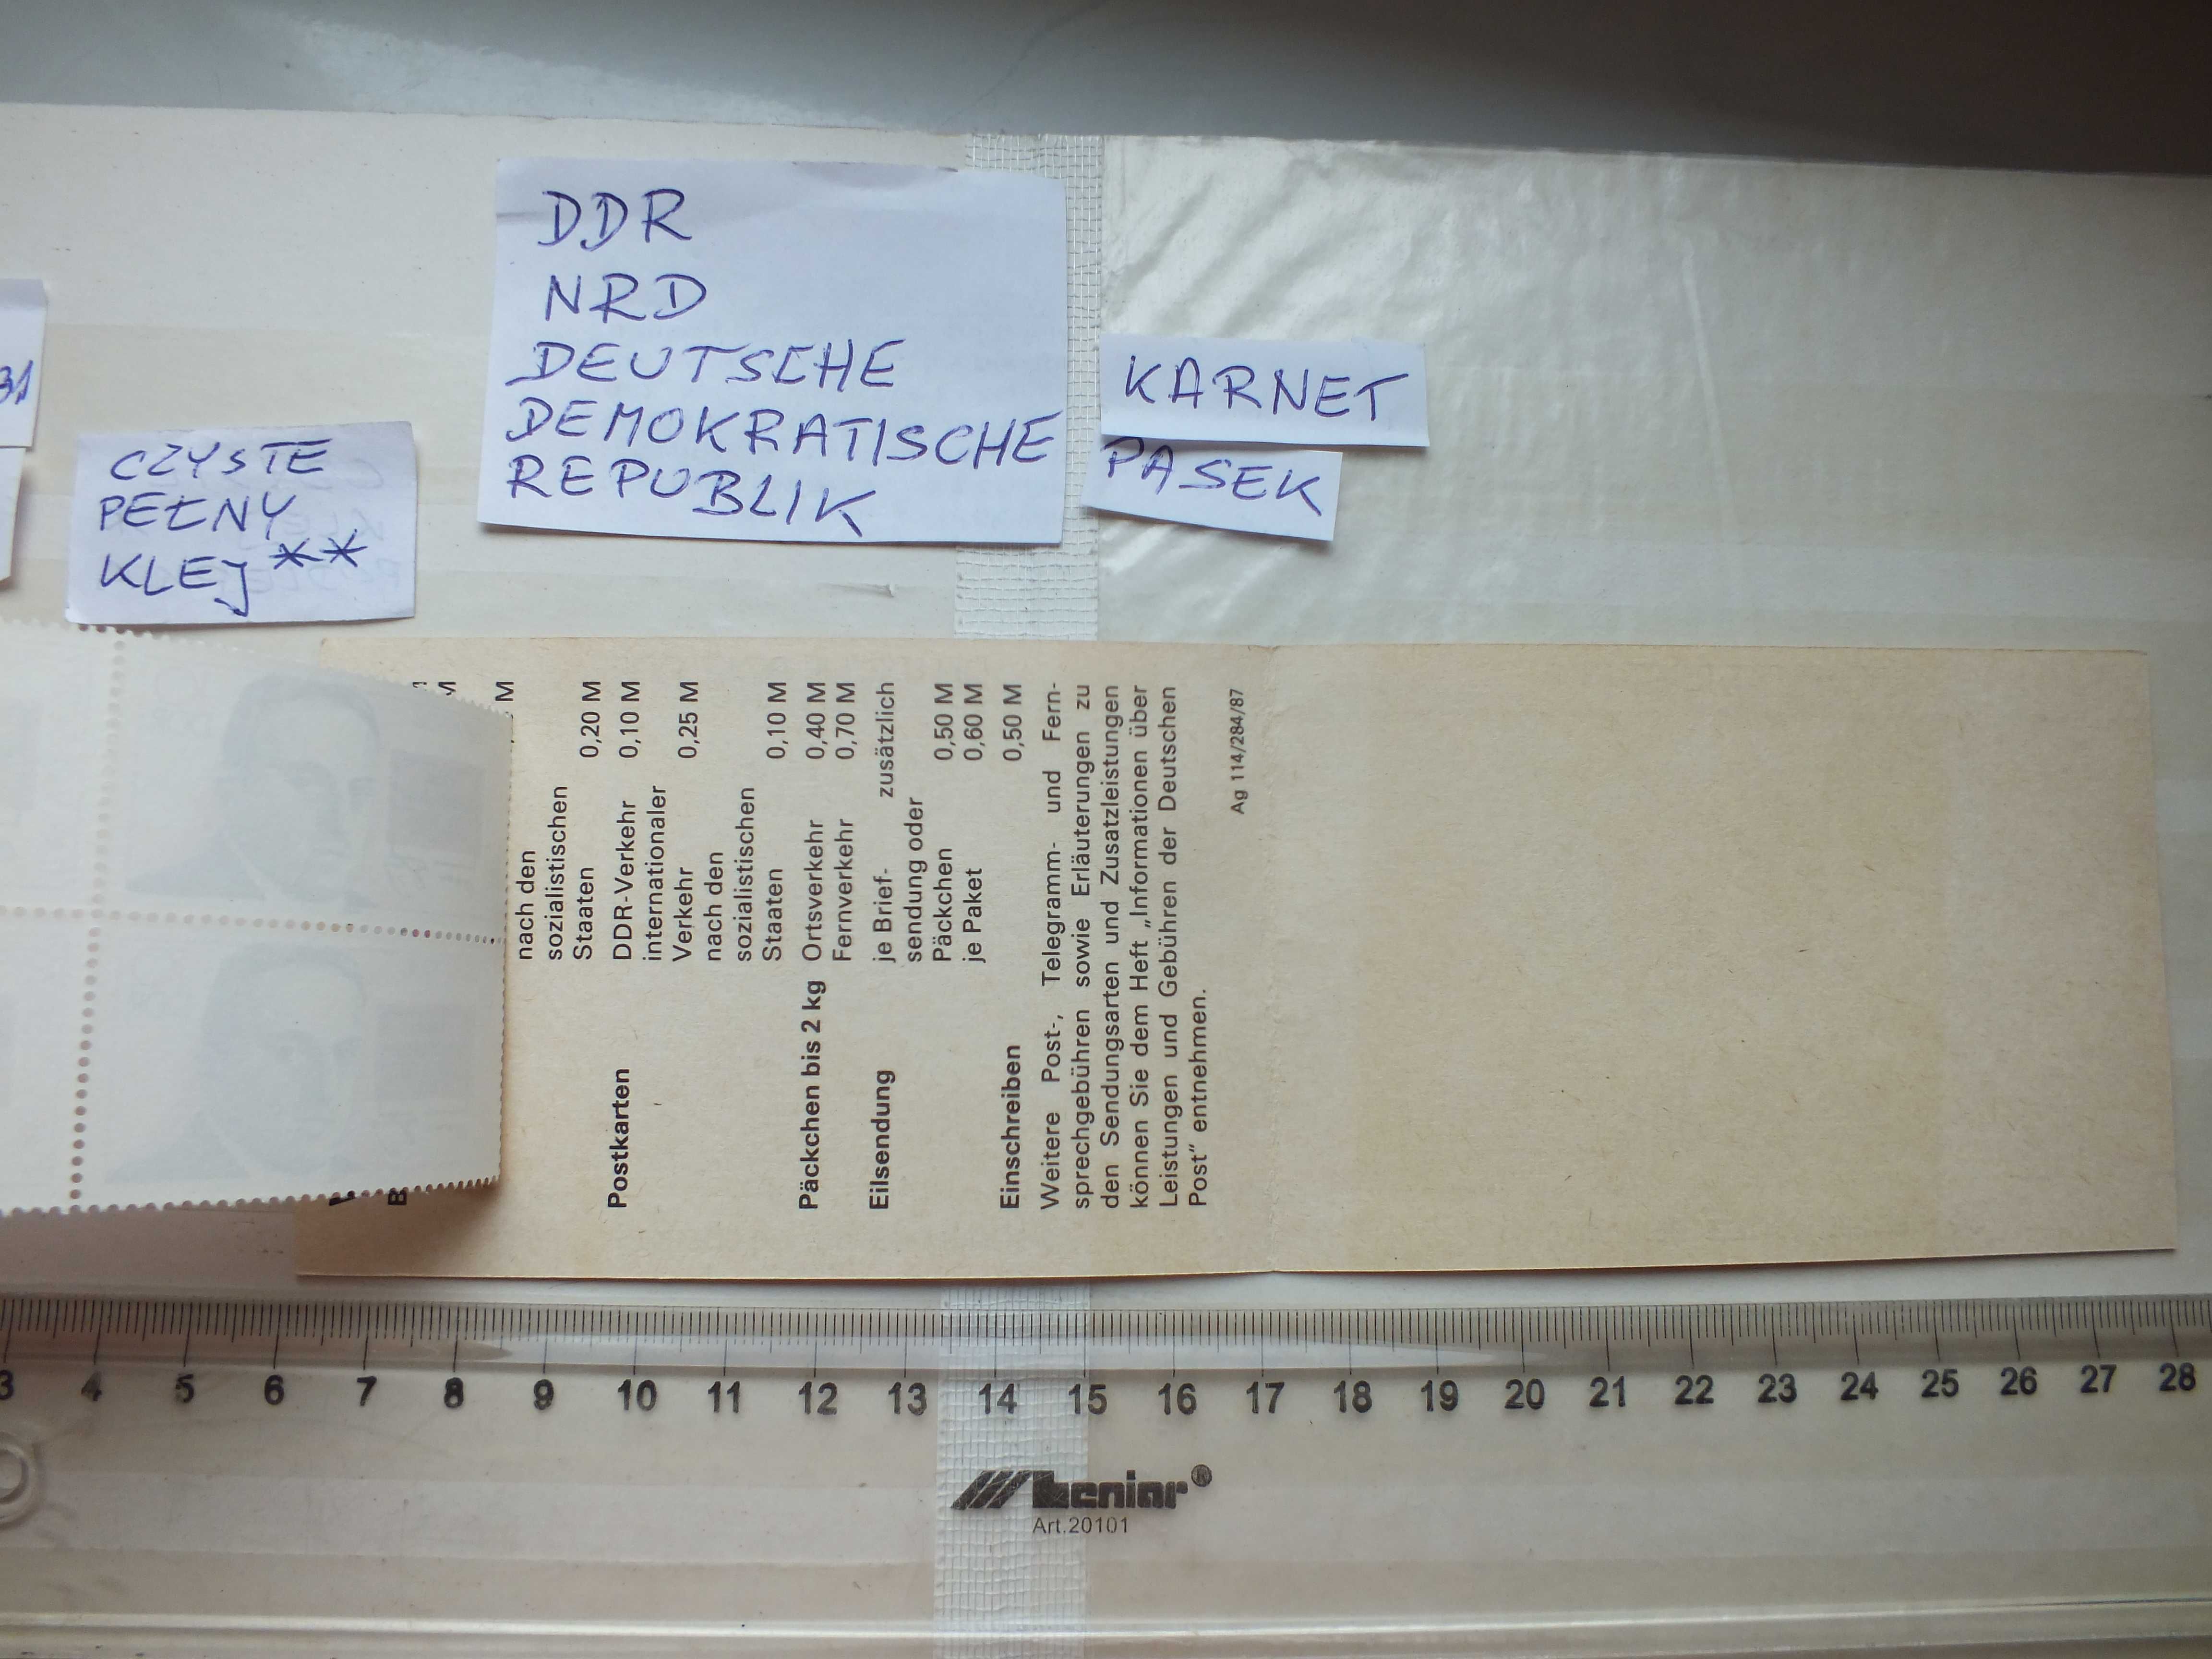 DDR
NRD
DEUTSCHE
DEMOKRATISCHE
REPUBLIK
KARNET
PASEK
CZYSTE
PEŁNY
KLEJ **
31
M
nach den
sozialistischen
Staaten 0,20 M
Postkarten DDR-Verkehr 0,10 M
internationaler
Verkehr 0,25 M
nach den
sozialistischen
Staaten 0,10 M
Päckchen bis 2 kg Ortsverkehr 0,40 M
Fernverkehr 0,70 M
Eilsendung je Brief- zusätzlich
sendung oder
Päckchen 0,50 M
je Paket 0,60 M
Einschreiben 0,50 M
Weitere Post-, Telegramm- und Fern-
sprechgebühren sowie Erläuterungen zu
den Sendungsarten und Zusatzleistungen
können Sie dem Heft „Informationen über
Leistungen und Gebühren der Deutschen
Post“ entnehmen.
Ag 114/284/87
3 4 5 6 7 8 9 10 11 12 13 14 15 16 17 18 19 20 21 22 23 24 25 26 27 28
Lenior®
Art.20101